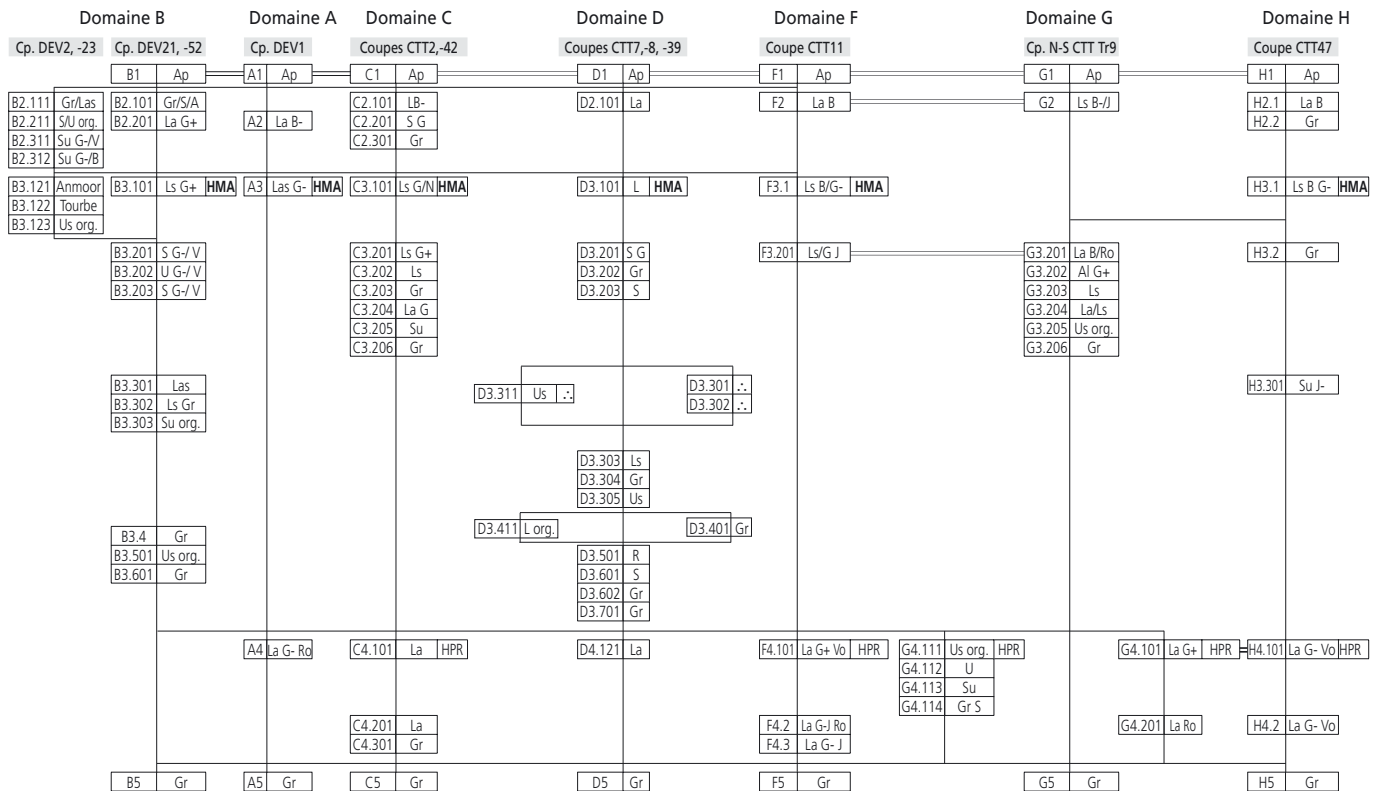 Domaine B Domaine A Domaine C Domaine D Domaine F Domaine G Domaine H
Cp. DEV2, -23 Cp. DEV21, -52 Cp. DEV1 Coupes CTT2,-42 Coupes CTT7,-8, -39 Coupe CTT11 Cp. N-S CTT Tr9 Coupe CTT47
B1 Ap A1 Ap C1 Ap D1 Ap F1 Ap G1 Ap H1 Ap
B2.111 Gr/Las B2.101 Gr/S/A C2.101 LB- D2.101 La F2 La B G2 Ls B-/J H2.1 La B
B2.211 S/U org. B2.201 La G+ A2 La B- C2.201 S G H2.2 Gr
B2.311 Su G-/V C2.301 Gr
B2.312 Su G-/B
B3.121 Anmoor B3.101 Ls G+ HMA A3 Las G- HMA C3.101 Ls G/N HMA D3.101 L HMA F3.1 Ls B/G- HMA H3.1 Ls B G- HMA
B3.122 Tourbe
B3.123 Us org.
B3.201 S G-/ V C3.201 Ls G+ D3.201 S G F3.201 Ls/G J G3.201 La B/Ro H3.2 Gr
B3.202 U G-/ V C3.202 Ls D3.202 Gr G3.202 Al G+
B3.203 S G-/ V C3.203 Gr D3.203 S G3.203 Ls
C3.204 La G G3.204 La/Ls
C3.205 Su G3.205 Us org.
C3.206 Gr G3.206 Gr
B3.301 Las D3.311 Us ∴ D3.301 ∴ H3.301 Su J-
B3.302 Ls Gr D3.302 ∴
B3.303 Su org.
D3.303 Ls
D3.304 Gr
D3.305 Us
B3.4 Gr D3.411 L org. D3.401 Gr
B3.501 Us org. D3.501 R
B3.601 Gr D3.601 S
D3.602 Gr
D3.701 Gr
A4 La G- Ro C4.101 La HPR D4.121 La F4.101 La G+ Vo HPR G4.111 Us org. HPR G4.101 La G+ HPR H4.101 La G- Vo HPR
G4.112 U
G4.113 Su
G4.114 Gr S
C4.201 La F4.2 La G-J Ro G4.201 La Ro H4.2 La G- Vo
C4.301 Gr F4.3 La G- J
B5 Gr A5 Gr C5 Gr D5 Gr F5 Gr G5 Gr H5 Gr